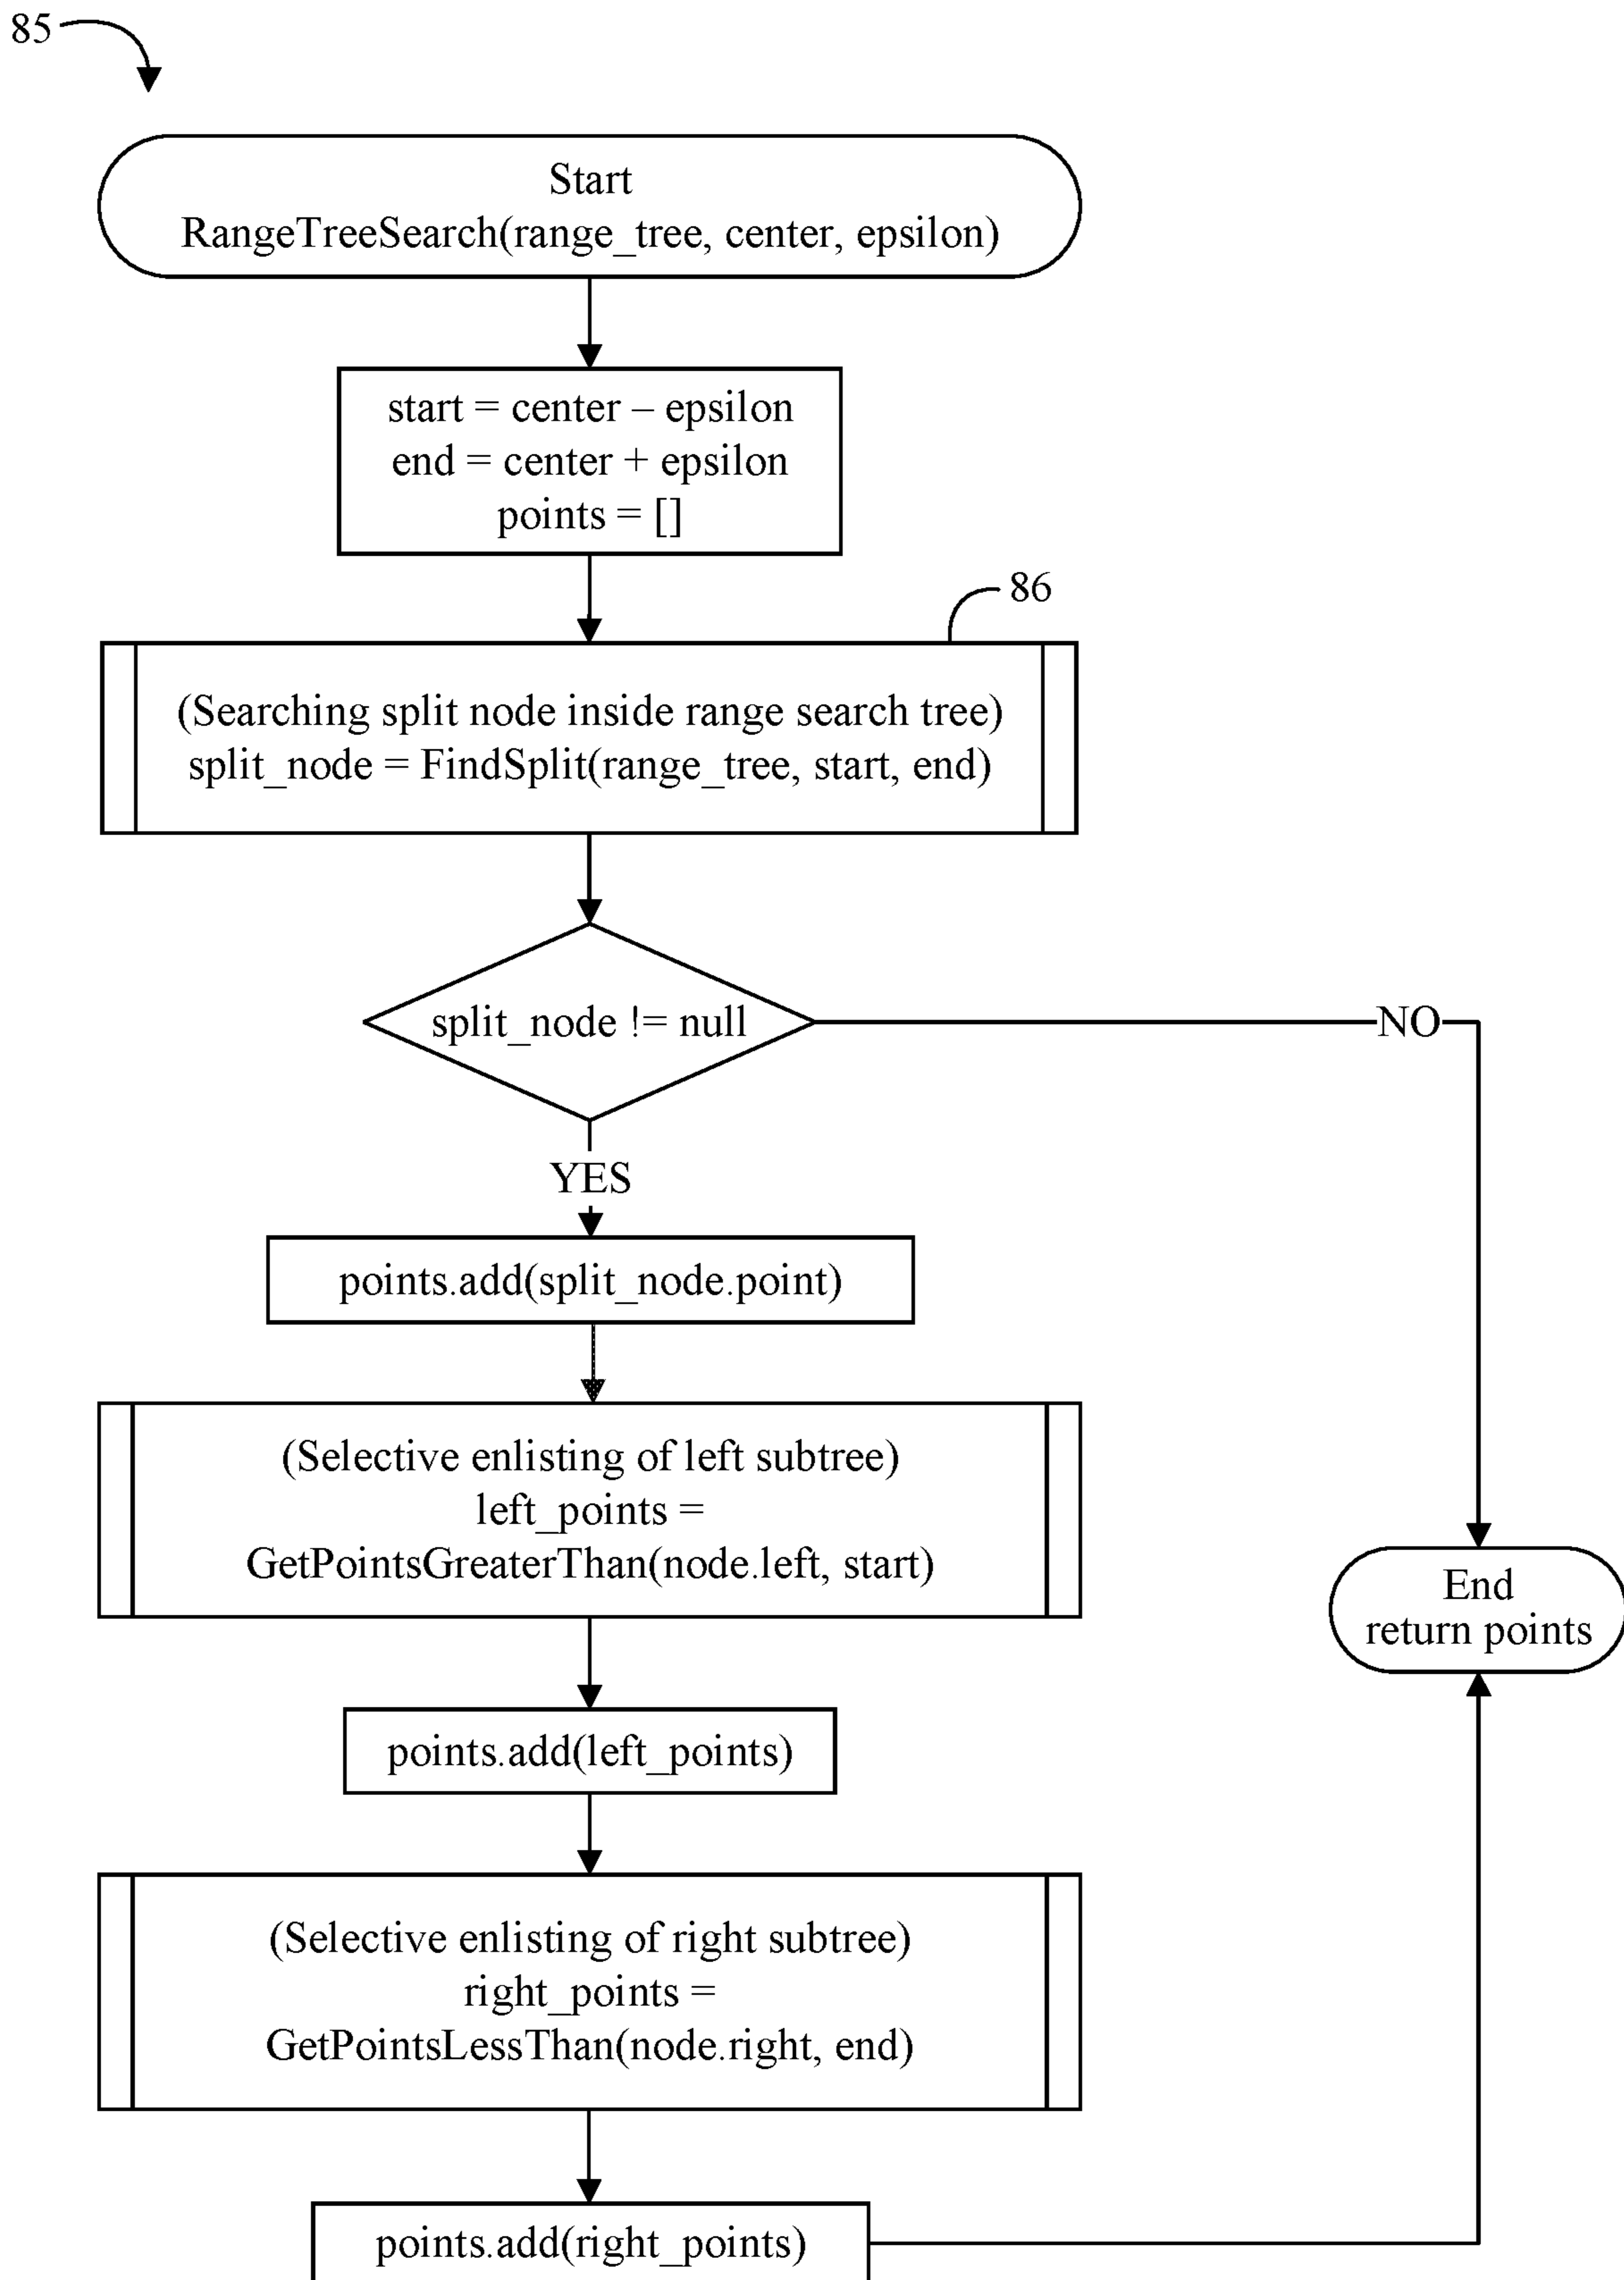 85
Start
RangeTreeSearch(range_tree, center, epsilon)
start = center – epsilon
end = center + epsilon
points = []
86
(Searching split node inside range search tree)
split_node = FindSplit(range_tree, start, end)
split_node != null
NO
YES
points.add(split_node.point)
(Selective enlisting of left subtree)
left_points =
GetPointsGreaterThan(node.left, start)
End
return points
points.add(left_points)
(Selective enlisting of right subtree)
right_points =
GetPointsLessThan(node.right, end)
points.add(right_points)